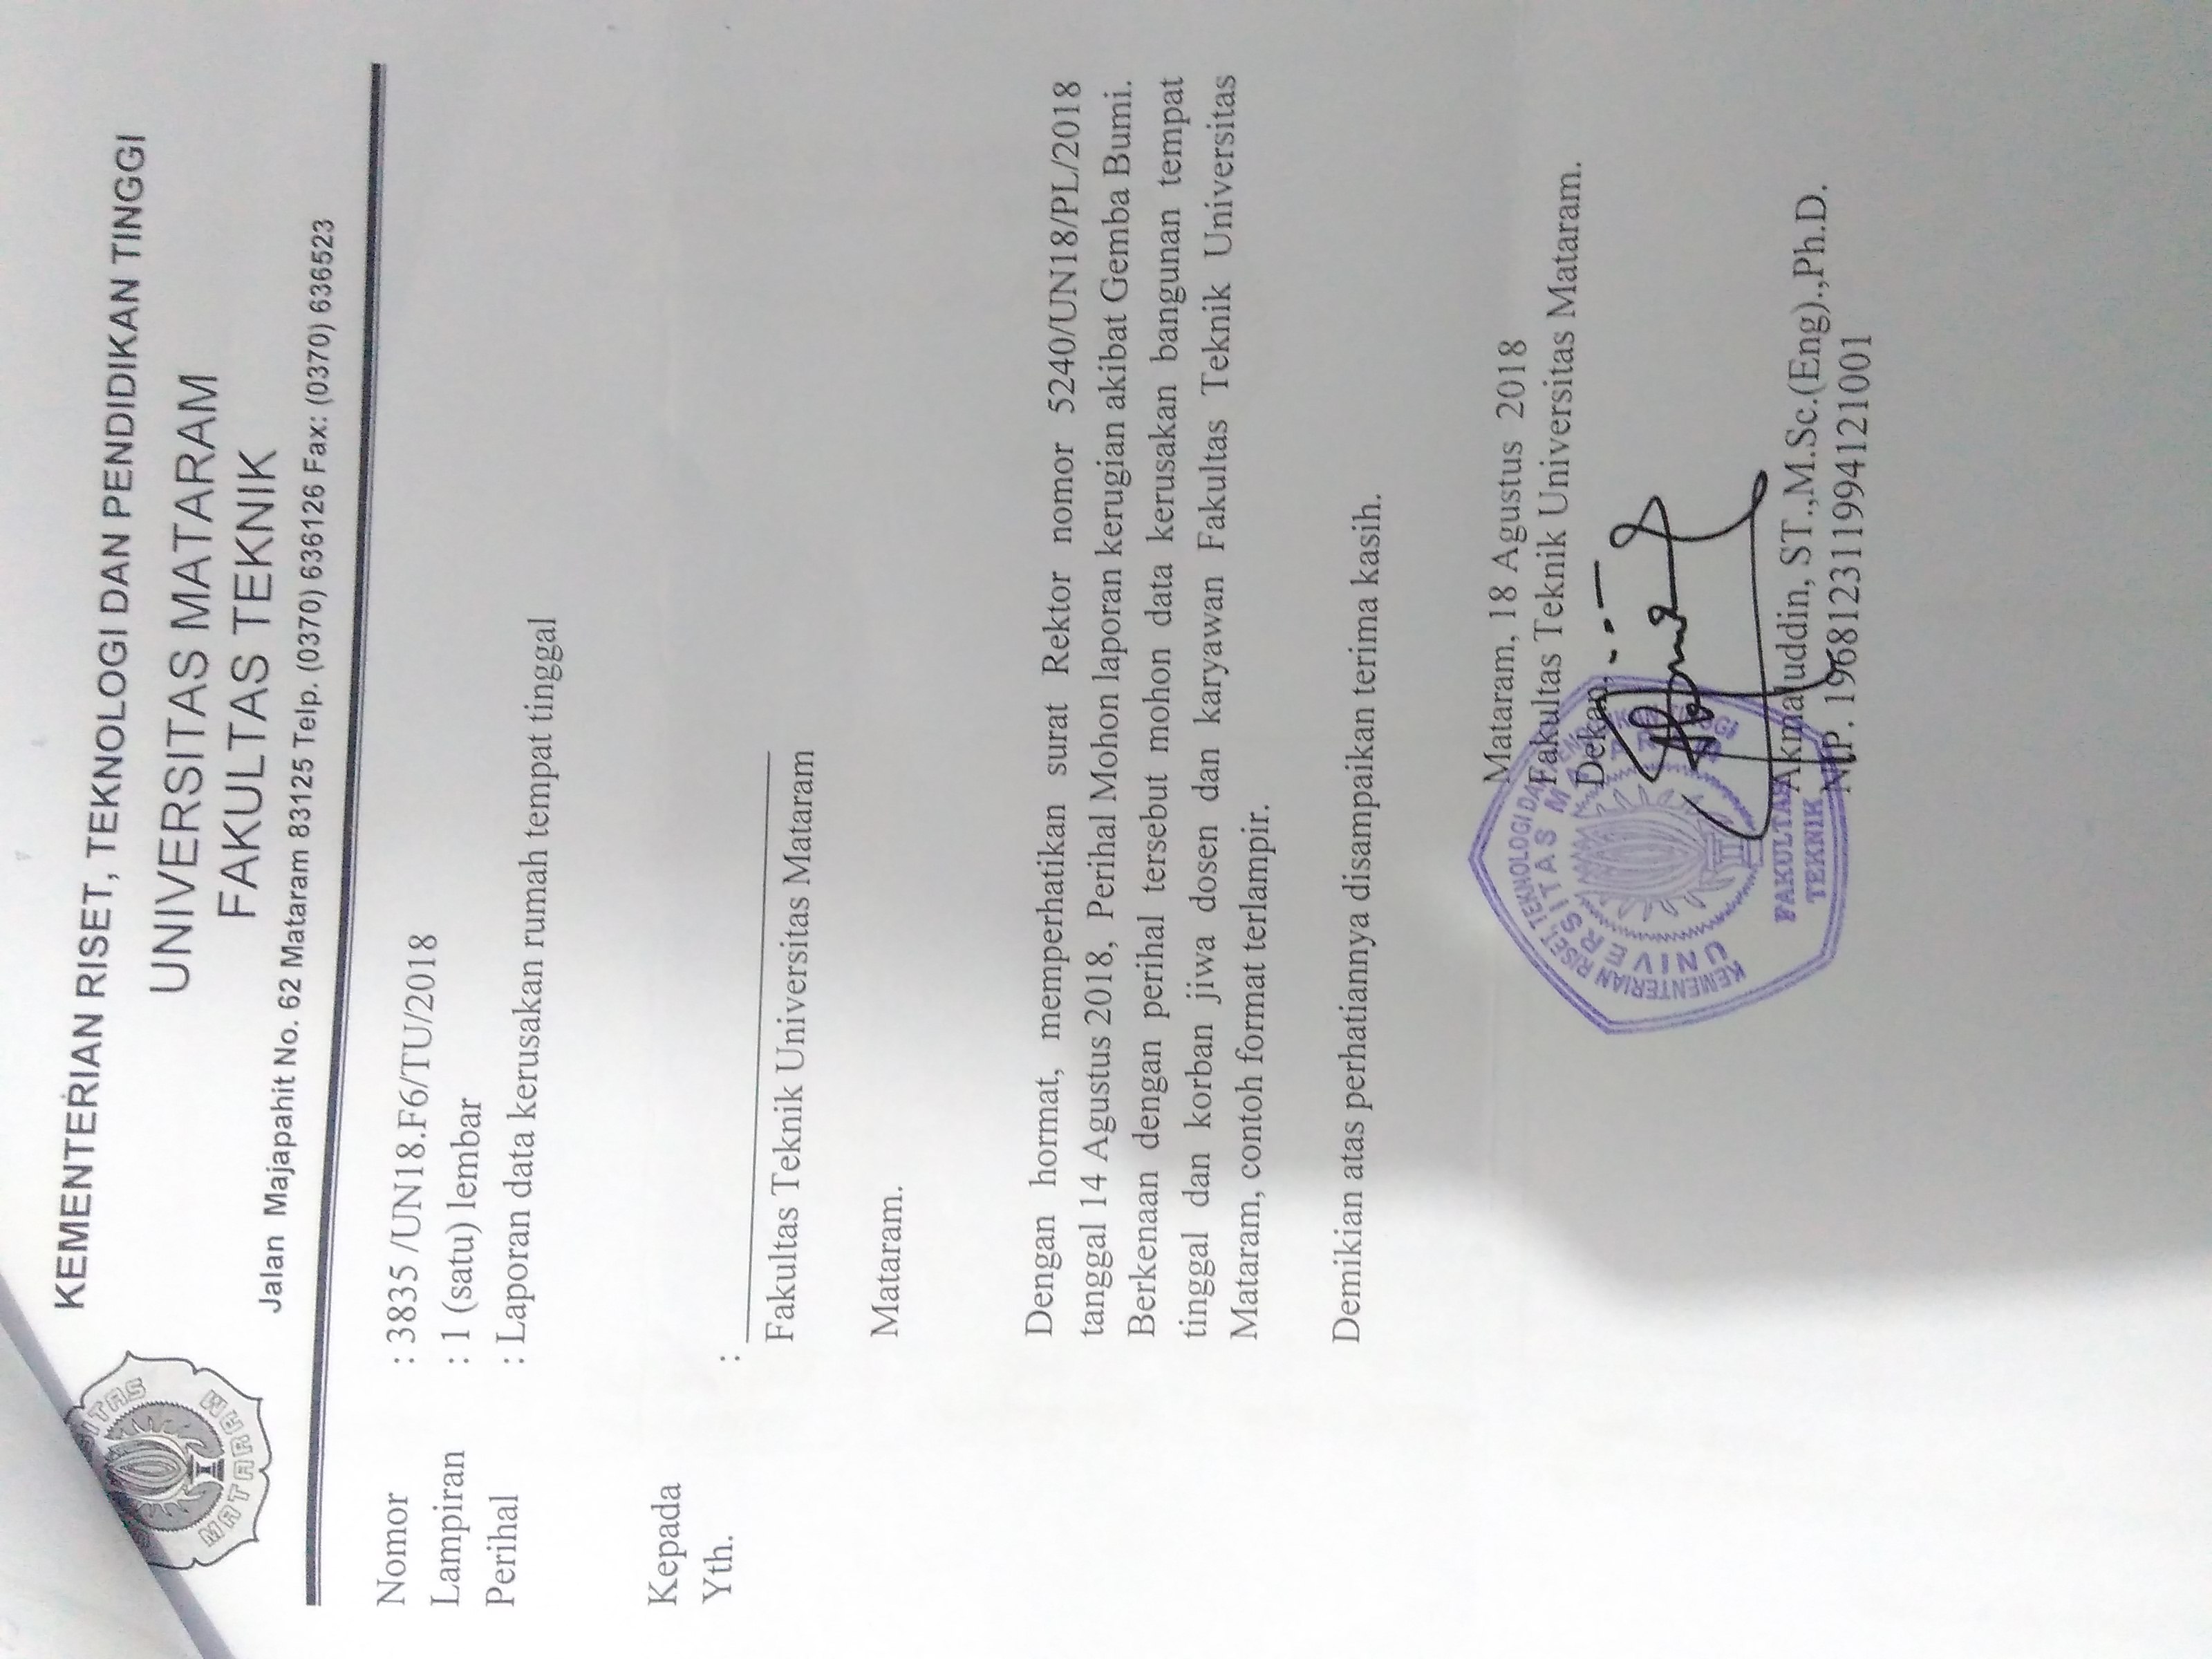 KEMENTERIAN RISET, TEKNOLOGI DAN PENDIDIKAN TINGGI
UNIVERSITAS MATARAM
FAKULTAS TEKNIK
Jalan Majapahit No. 62 Mataram 83125 Telp. (0370) 636126 Fax: (0370) 636523
SITAS MATARAM
Nomor : 3835 /UN18.F6/TU/2018
Lampiran : 1 (satu) lembar
Perihal : Laporan data kerusakan rumah tempat tinggal
Kepada
Yth. :
Fakultas Teknik Universitas Mataram
Mataram.
Dengan hormat, memperhatikan surat Rektor nomor 5240/UN18/PL/2018
tanggal 14 Agustus 2018, Perihal Mohon laporan kerugian akibat Gemba Bumi.
Berkenaan dengan perihal tersebut mohon data kerusakan bangunan tempat
tinggal dan korban jiwa dosen dan karyawan Fakultas Teknik Universitas
Mataram, contoh format terlampir.
Demikian atas perhatiannya disampaikan terima kasih.
Mataram, 18 Agustus 2018
Fakultas Teknik Universitas Mataram.
Dekan,
Akmaluddin, ST.,M.Sc.(Eng).,Ph.D.
NIP. 196812311994121001
KEMENTERIAN RISET, TEKNOLOGI DAN
UNIVERSITAS
FAKULTAS
TEKNIK